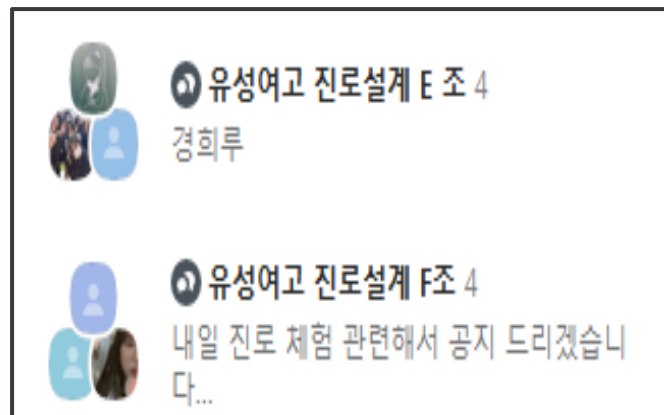 유성여고 진로설계 E 조 4
경희루
유성여고 진로설계 F조 4
내일 진로 체험 관련해서 공지 드리겠습니
다...